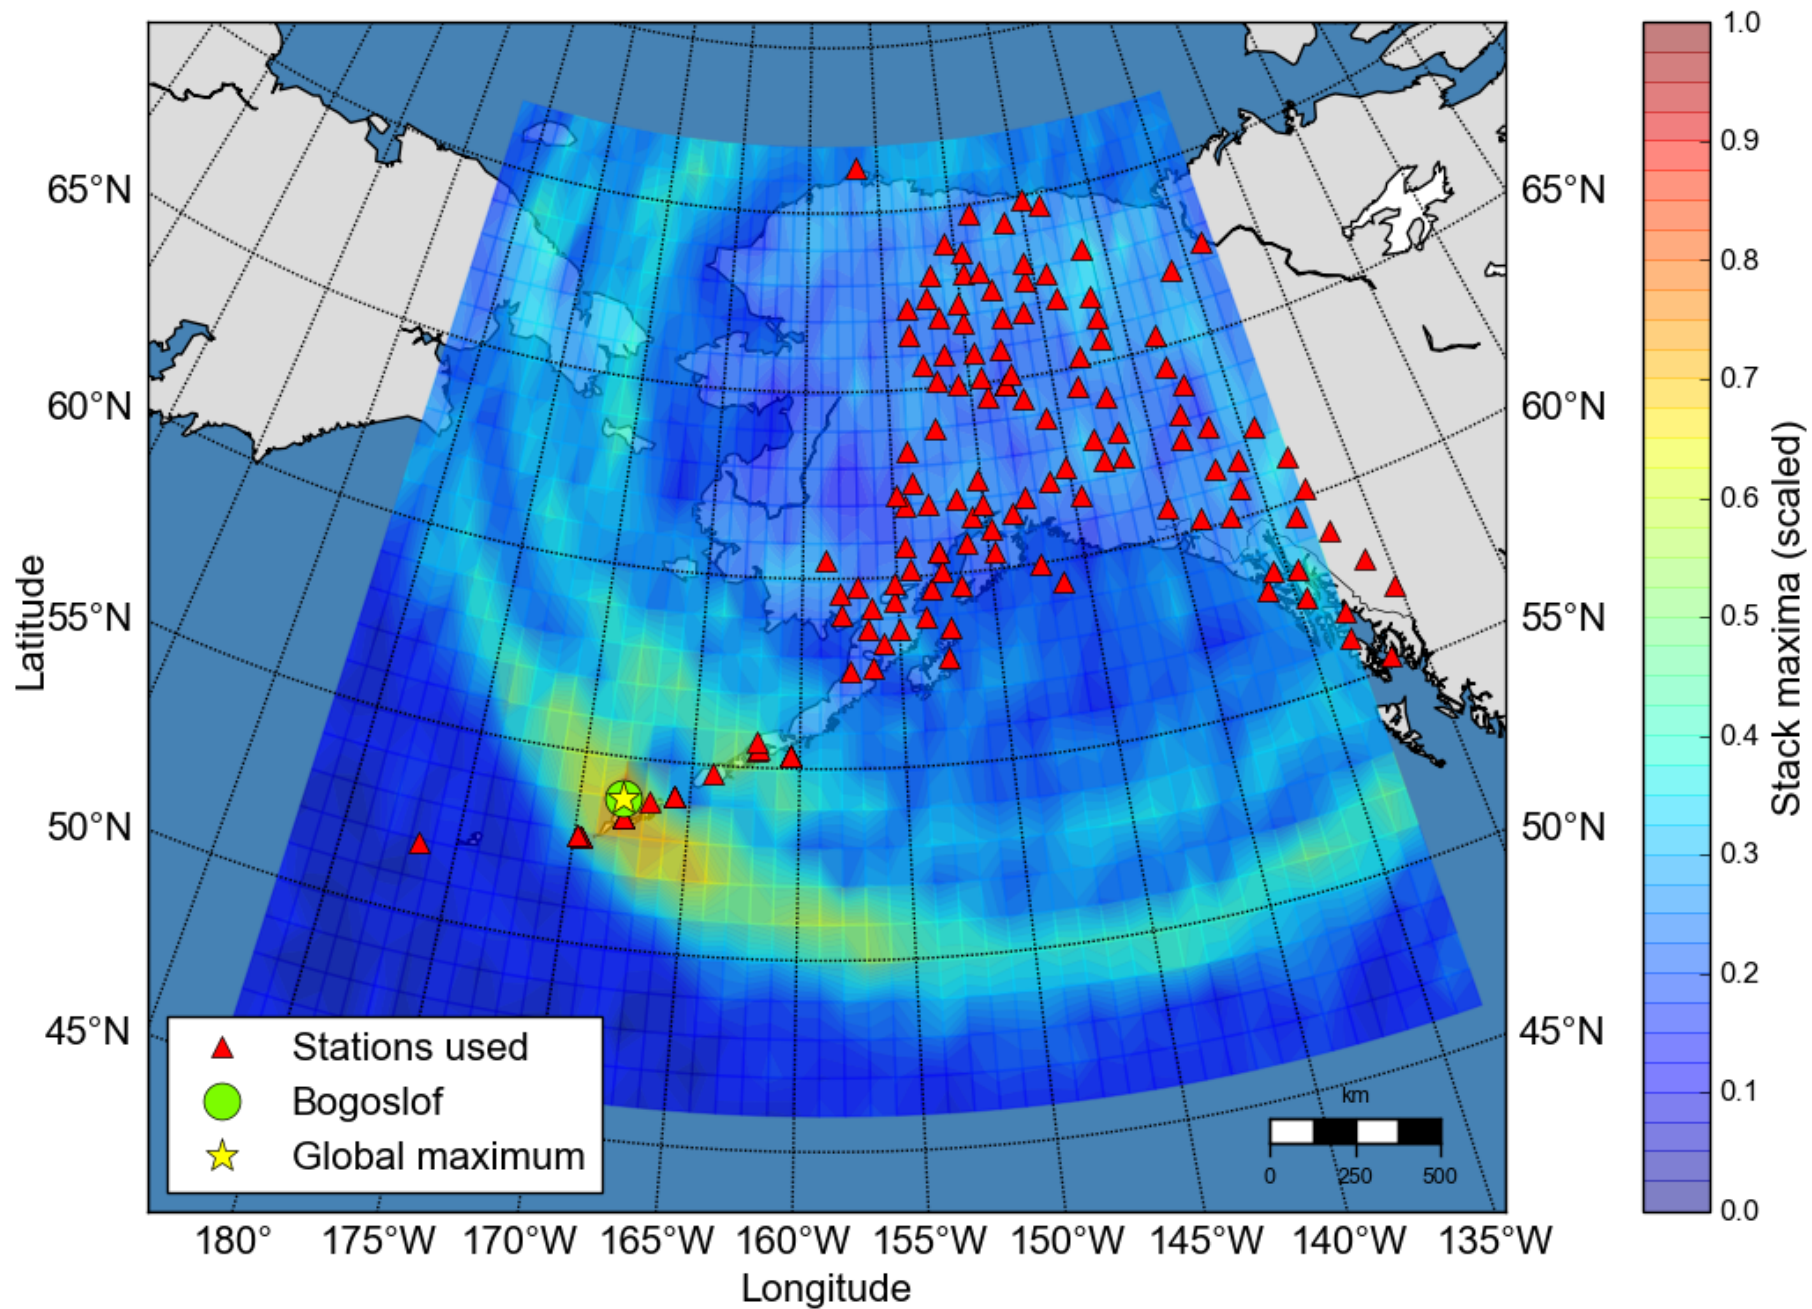 65°N
60°N
55°N
50°N
45°N
Latitude
65°N
60°N
55°N
50°N
45°N
180°
175°W
170°W
165°W
160°W
155°W
150°W
145°W
140°W
135°W
Longitude
Stations used
Bogoslof
Global maximum
km
0
250
500
1.0
0.9
0.8
0.7
0.6
0.5
0.4
0.3
0.2
0.1
0.0
Stack maxima (scaled)